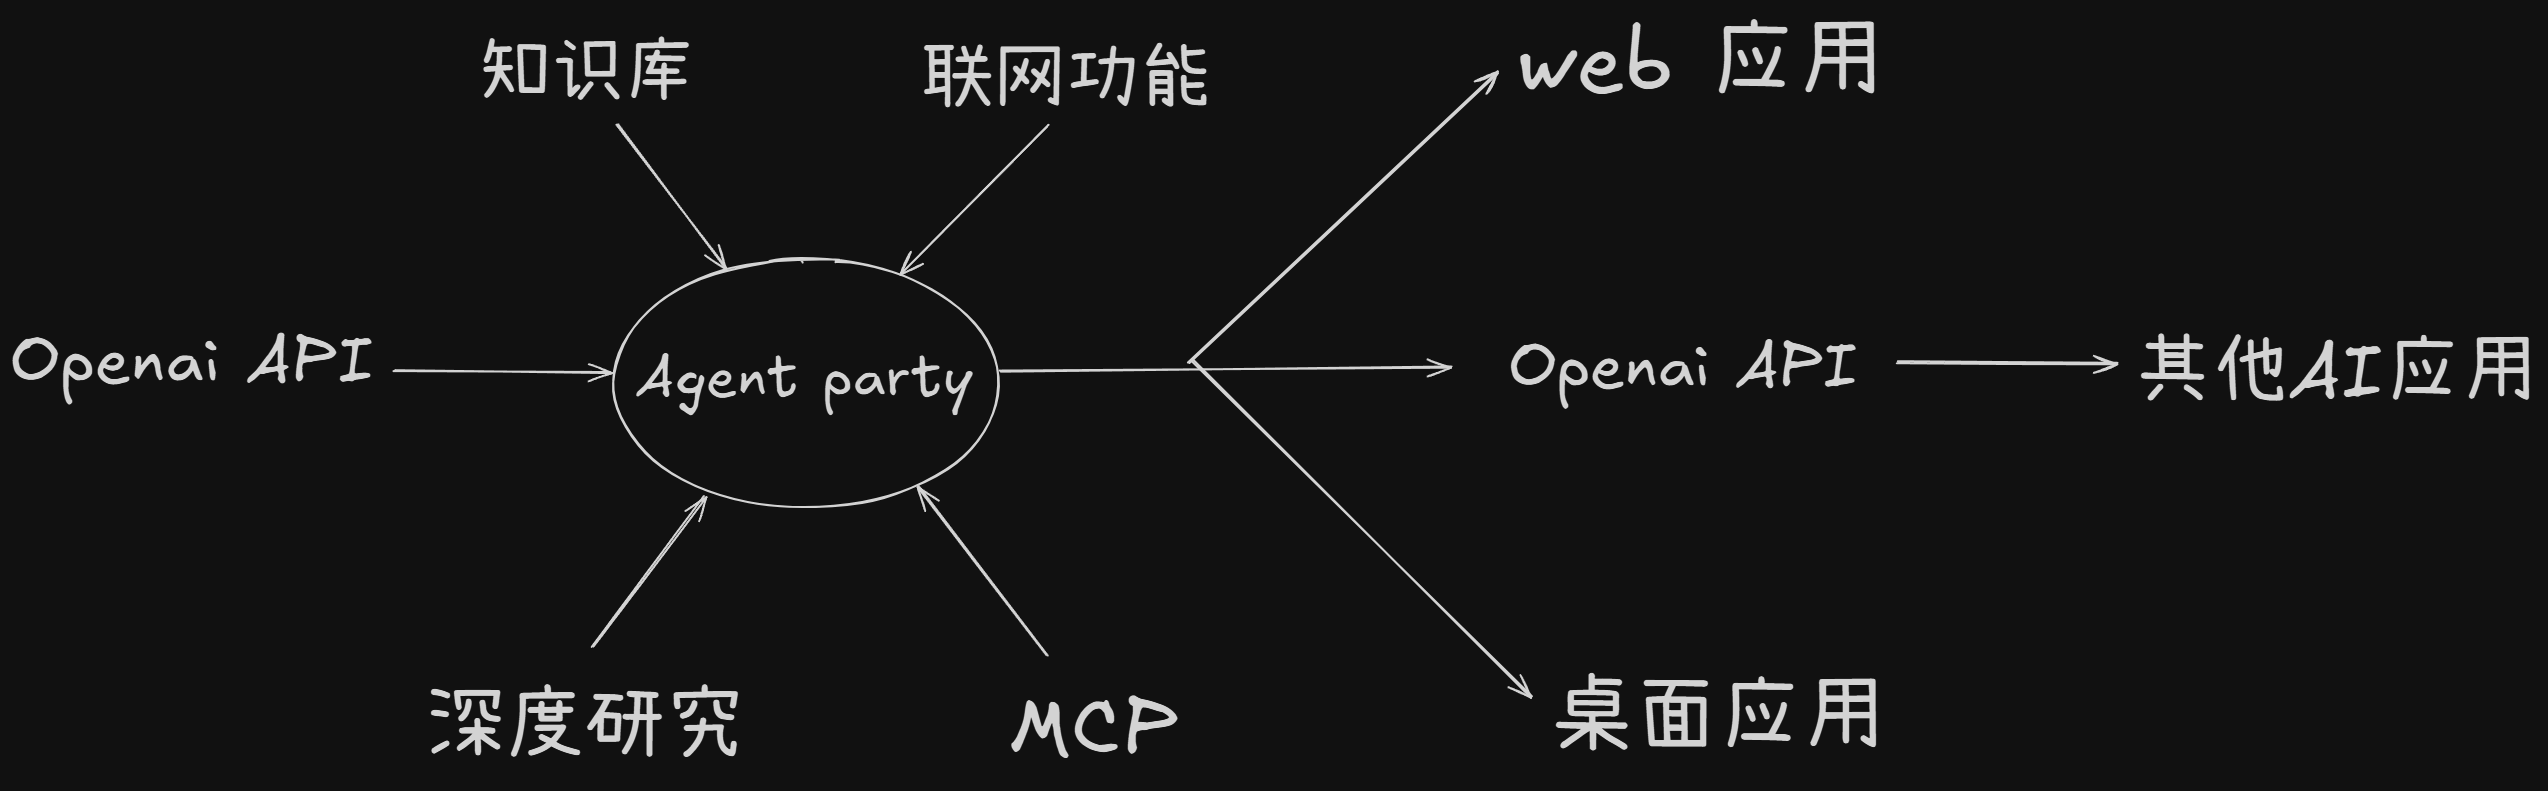 知识库
联网功能
web 应用
Openai API
Agent party
Openai API
其他AI应用
深度研究
MCP
桌面应用